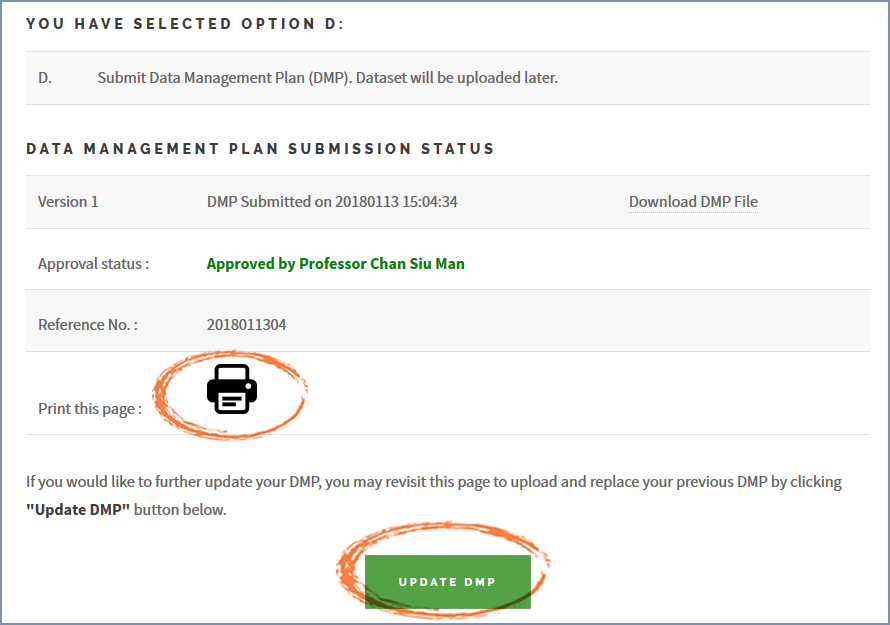 YOU HAVE SELECTED OPTION D:
D. Submit Data Management Plan (DMP). Dataset will be uploaded later.
DATA MANAGEMENT PLAN SUBMISSION STATUS
Version 1 DMP Submitted on 20180113 15:04:34 Download DMP File
Approval status : Approved by Professor Chan Siu Man
Reference No. : 2018011304
Print this page :
If you would like to further update your DMP, you may revisit this page to upload and replace your previous DMP by clicking
"Update DMP" button below.
UPDATE DMP